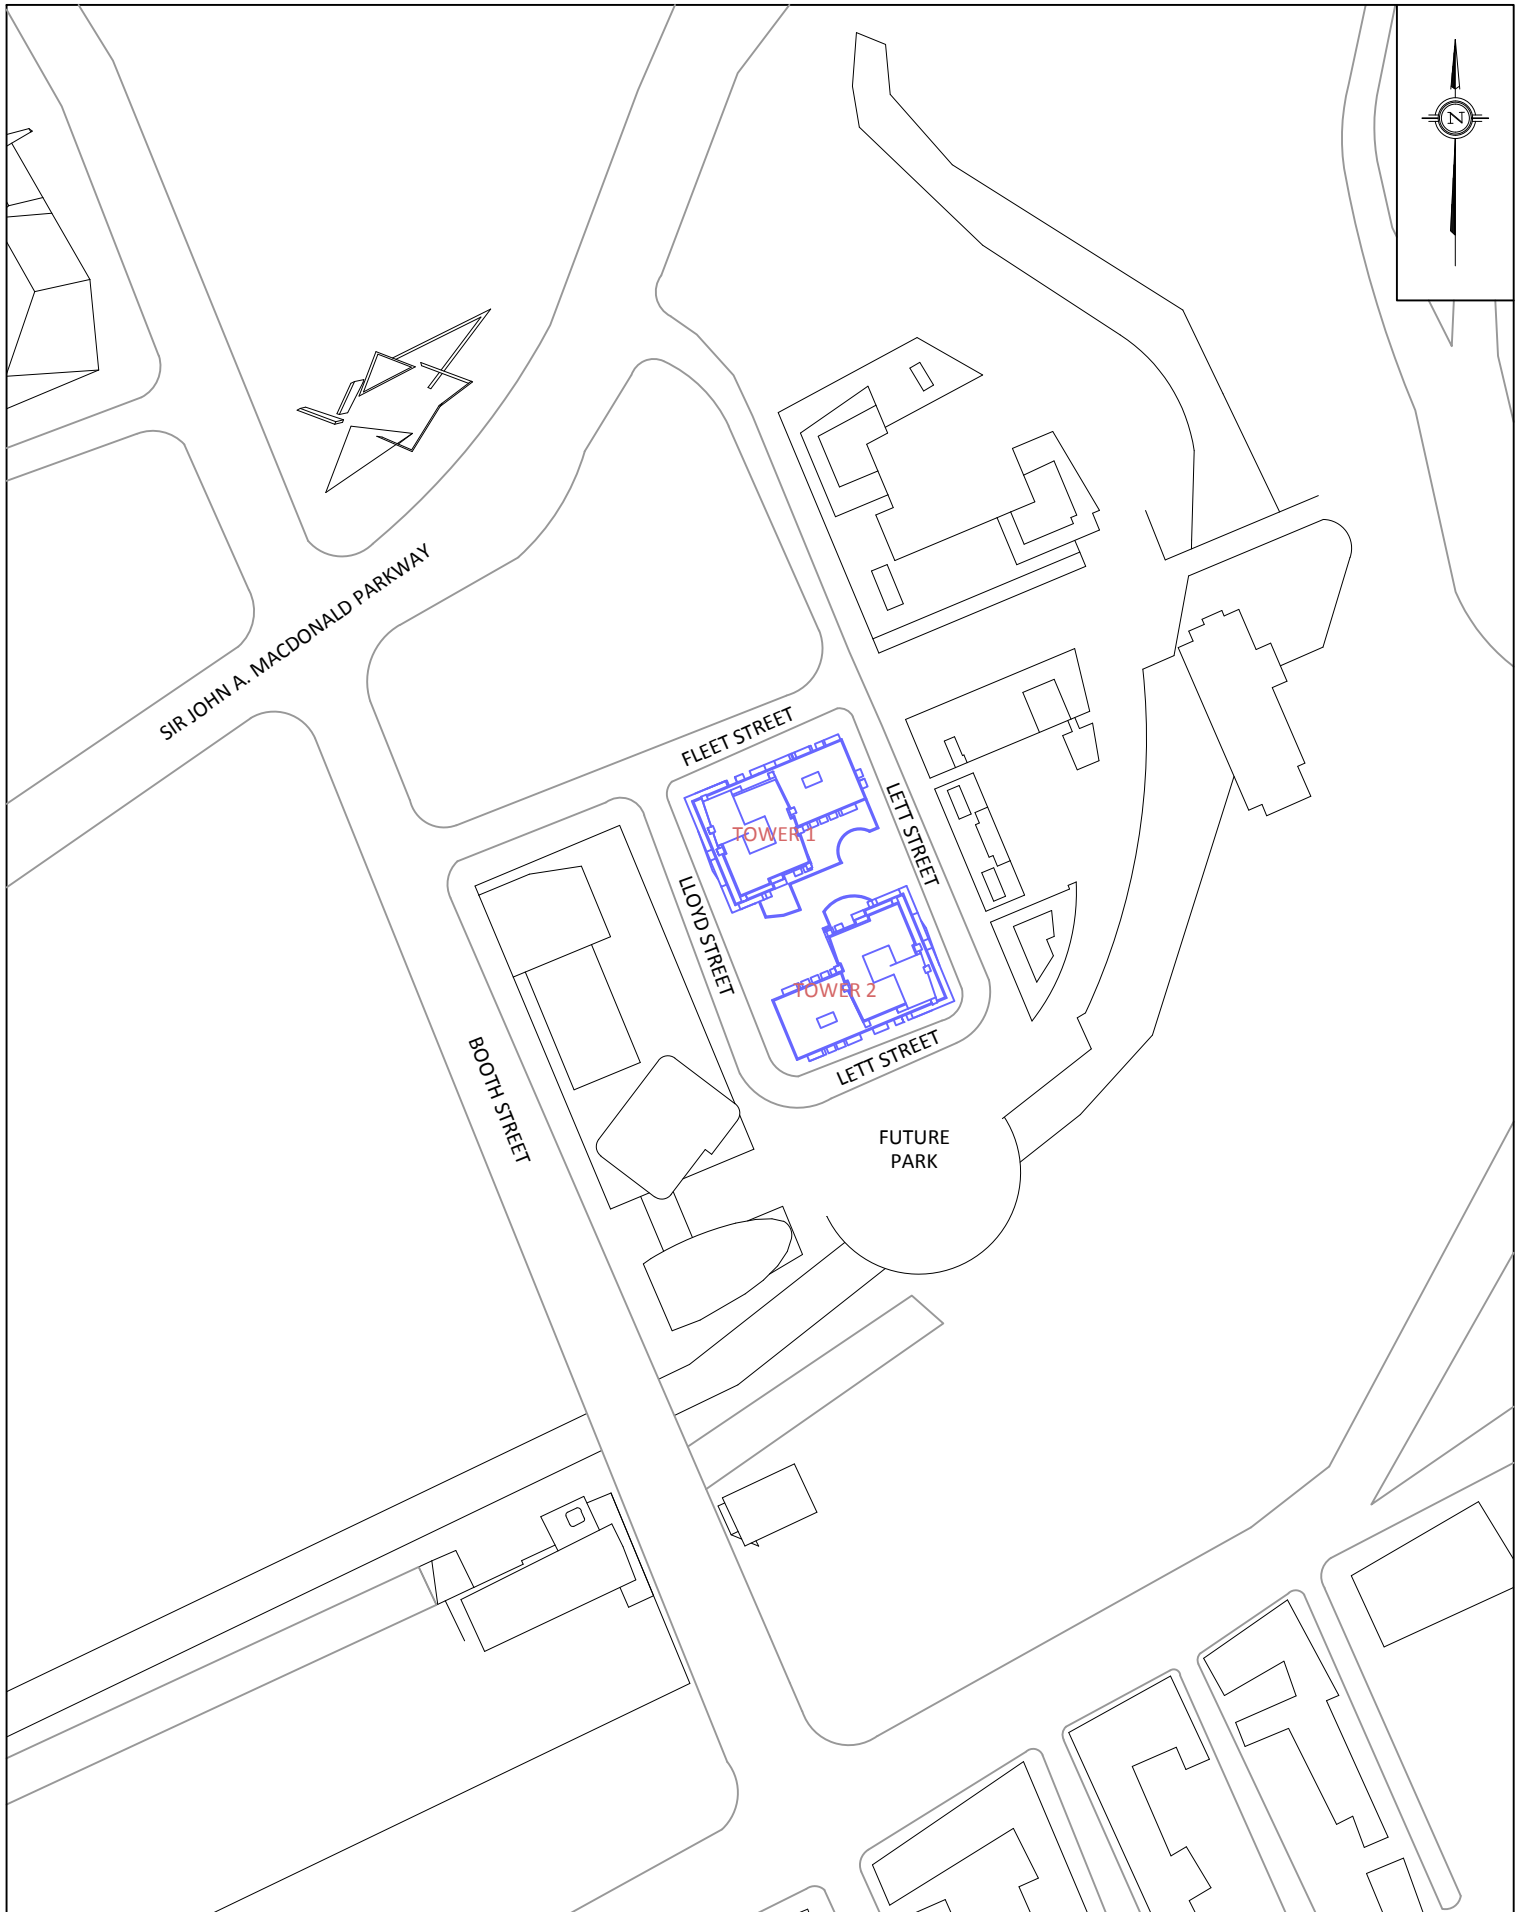 N
SIR JOHN A. MACDONALD PARKWAY
FLEET STREET
LETT STREET
TOWER 1
LLOYD STREET
TOWER 2
LETT STREET
BOOTH STREET
FUTURE
PARK